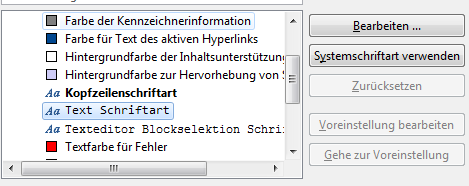 Farbe der Kennzeichnerinformation
Farbe für Text des aktiven Hyperlinks
Hintergrundfarbe der Inhaltsunterstützung
Hintergrundfarbe zur Hervorhebung von
Aa Kopfzeilenschriftart
Aa Text Schriftart
Aa Texteditor Blockselektion Schri
Textfarbe für Fehler
Bearbeiten ...
Systemschriftart verwenden
Zurücksetzen
Voreinstellung bearbeiten
Gehe zur Voreinstellung